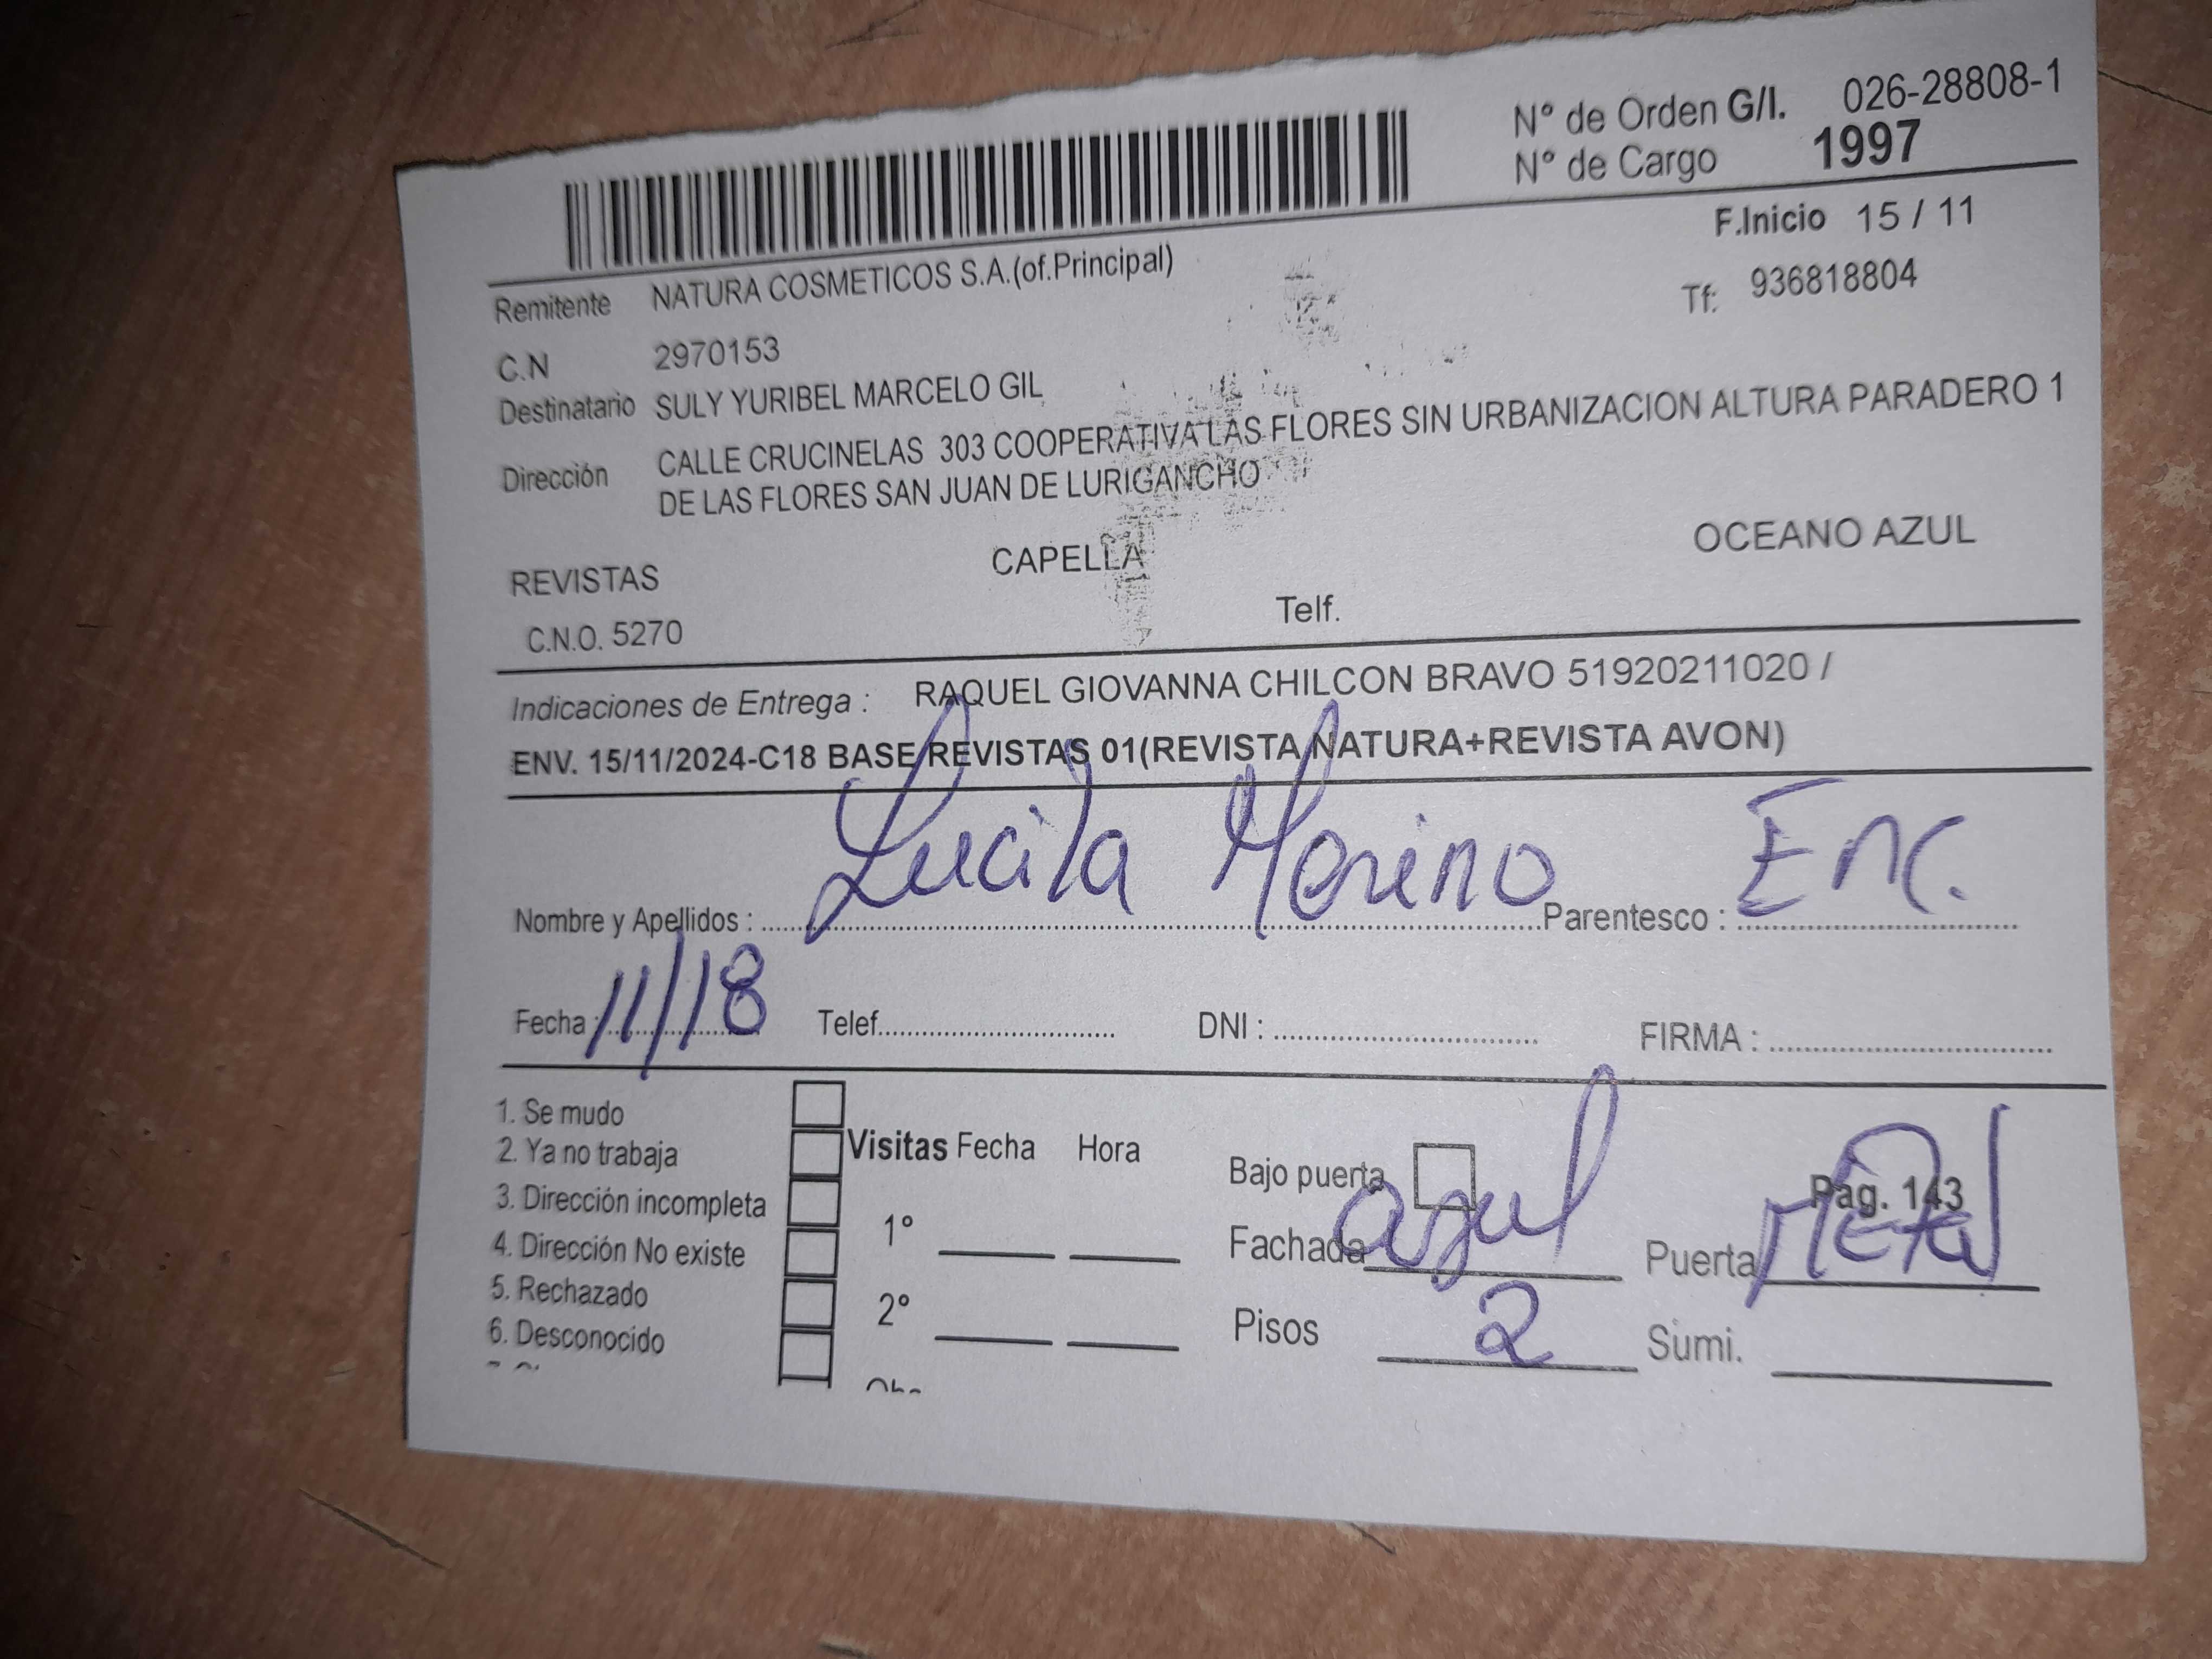 N° de Orden G/I. 026-28808-1
N° de Cargo 1997
F.Inicio 15 / 11
Remitente NATURA COSMETICOS S.A.(of.Principal)
Tf: 936818804
C.N 2970153
Destinatario SULY YURIBEL MARCELO GIL
Dirección CALLE CRUCINELAS 303 COOPERATIVA LAS FLORES SIN URBANIZACION ALTURA PARADERO 1
DE LAS FLORES SAN JUAN DE LURIGANCHO
REVISTAS CAPELLA OCEANO AZUL
C.N.O. 5270 Telf.
Indicaciones de Entrega : RAQUEL GIOVANNA CHILCON BRAVO 51920211020 /
ENV. 15/11/2024-C18 BASE REVISTAS 01(REVISTA NATURA+REVISTA AVON)
Nombre y Apellidos : Lucila Moreno Parentesco : Enc.
Fecha : 11/18 Telef. DNI : FIRMA :
1. Se mudo
2. Ya no trabaja
3. Dirección incompleta
4. Dirección No existe
5. Rechazado
6. Desconocido
Visitas Fecha Hora
1°
2°
Bajo puerta Pag. 143
Fachada azul Puerta Metal
Pisos 2 Sumi.